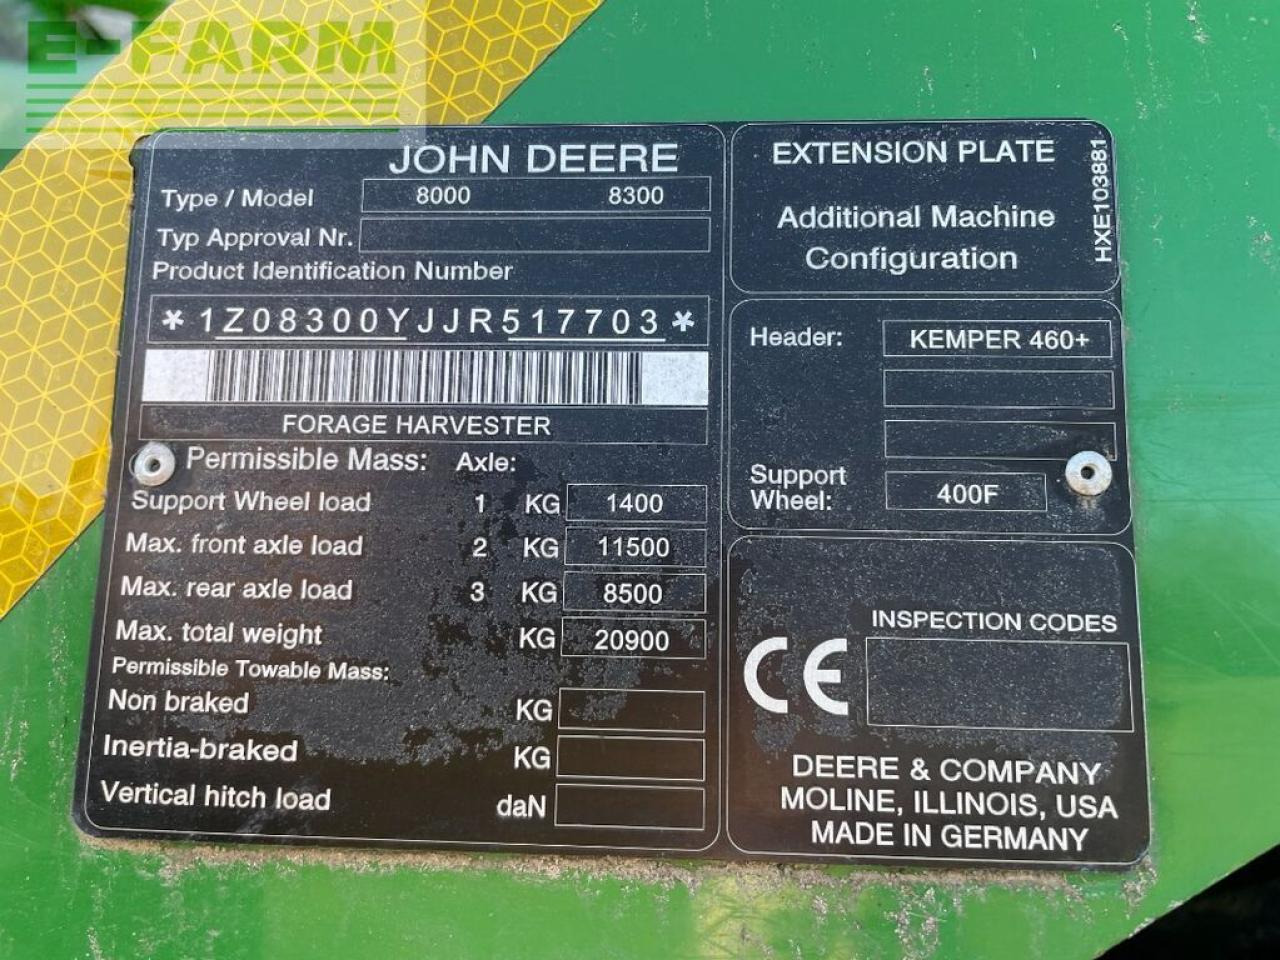 E-FARM
JOHN DEERE
Type / Model 8000 8300
Typ Approval Nr.
Product Identification Number
*1Z08300YJJR517703*
FORAGE HARVESTER
Permissible Mass: Axle:
Support Wheel load 1 KG 1400
Max. front axle load 2 KG 11500
Max. rear axle load 3 KG 8500
Max. total weight KG 20900
Permissible Towable Mass:
Non braked KG
Inertia-braked KG
Vertical hitch load daN
EXTENSION PLATE
Additional Machine
Configuration
HXE103881
Header: KEMPER 460+
Support
Wheel: 400F
INSPECTION CODES
CE
DEERE & COMPANY
MOLINE, ILLINOIS, USA
MADE IN GERMANY